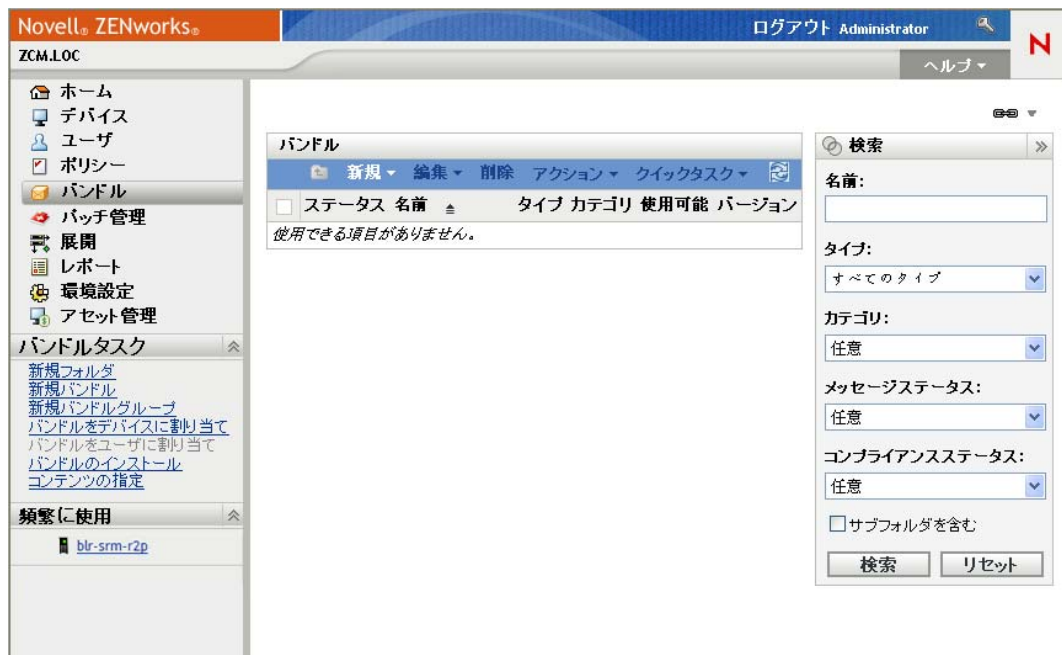 Novell® ZENworks®
ログアウト Administrator
N
ZCM.LOC
ヘルプ
ホーム
デバイス
ユーザ
ポリシー
バンドル
パッチ管理
展開
レポート
環境設定
アセット管理
バンドルタスク
新規フォルダ
新規バンドル
新規バンドルグループ
バンドルをデバイスに割り当て
バンドルをユーザに割り当て
バンドルのインストール
コンテンツの指定
頻繁に使用
blr-srm-r2p
バンドル
新規 編集 削除 アクション クイックタスク
ステータス 名前 タイプ カテゴリ 使用可能 バージョン
使用できる項目がありません。
検索
名前:
タイプ:
すべてのタイプ
カテゴリ:
任意
メッセージステータス:
任意
コンプライアンスステータス:
任意
サブフォルダを含む
検索 リセット